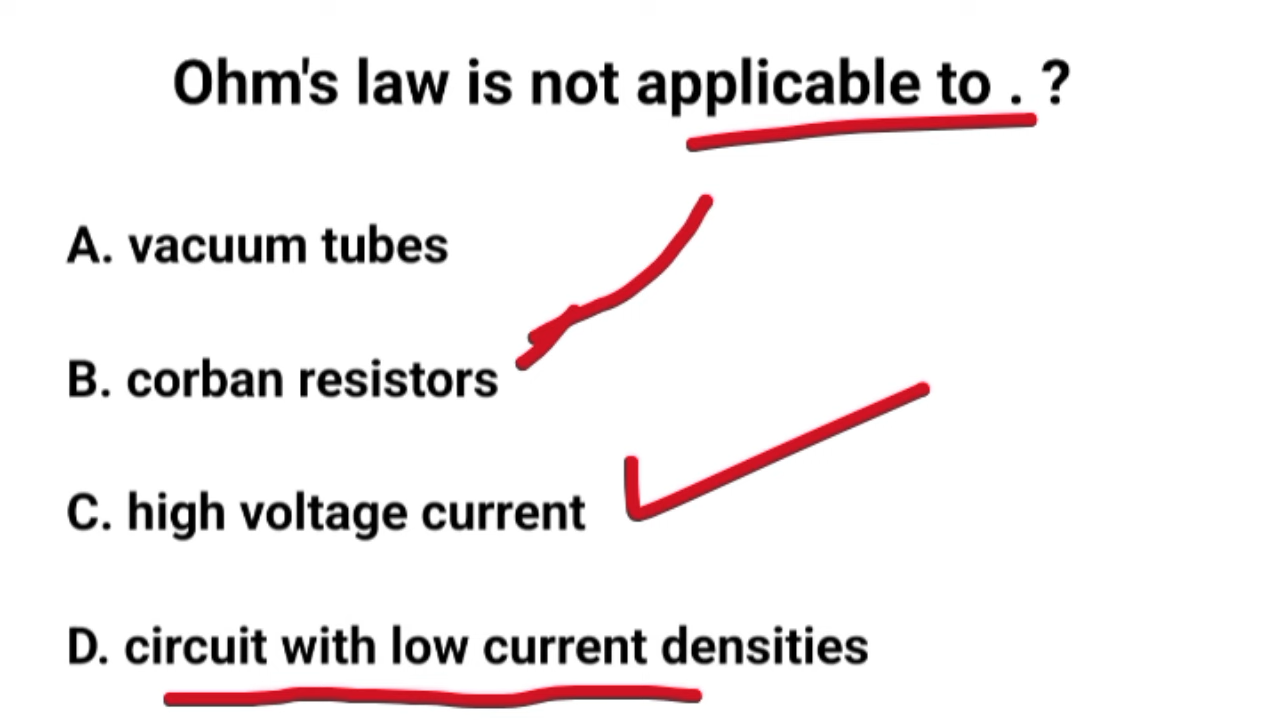 Ohm's law is not applicable to . ?
A. vacuum tubes
B. corban resistors
C. high voltage current
D. circuit with low current densities